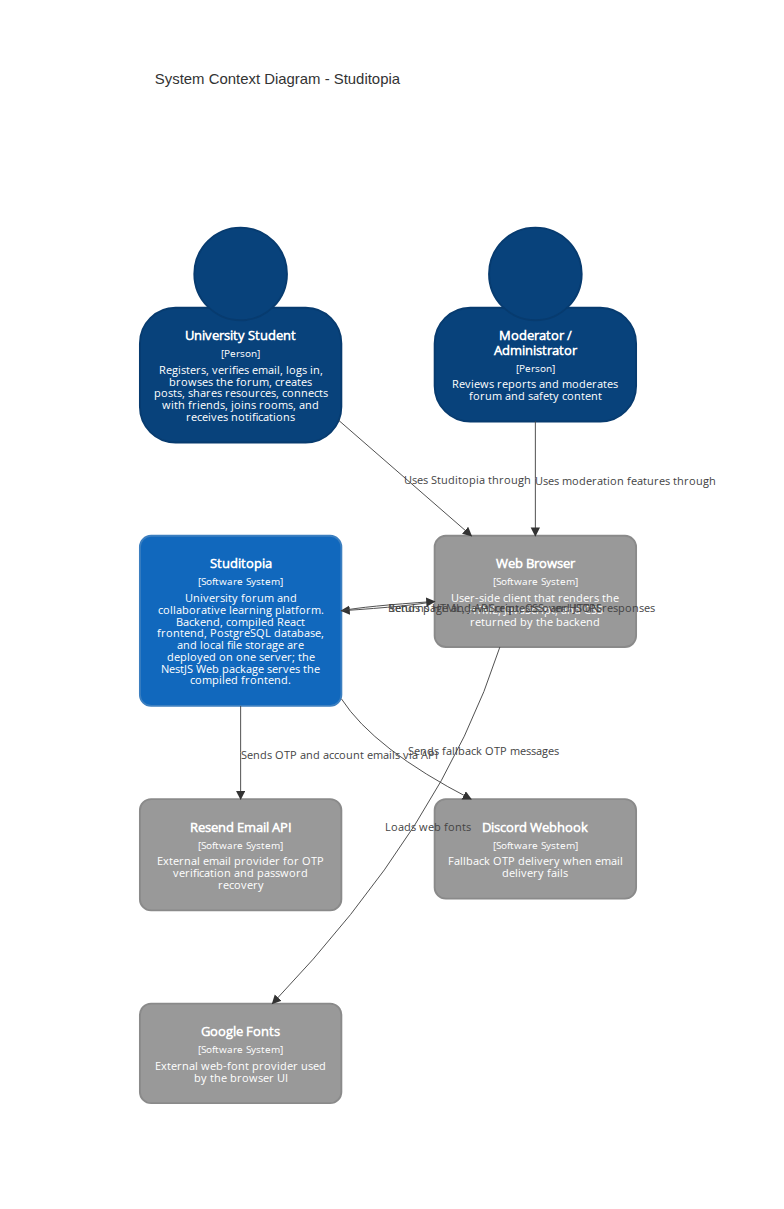 System Context Diagram - Studitopia
University Student
[Person]
Registers, verifies email, logs in,
browses the forum, creates
posts, shares resources, connects
with friends, joins rooms, and
receives notifications
Moderator /
Administrator
[Person]
Reviews reports and moderates
forum and safety content
Uses Studitopia through
Uses moderation features through
Studitopia
[Software System]
University forum and
collaborative learning platform.
Backend, compiled React
frontend, PostgreSQL database,
and local file storage are
deployed on one server; the
NestJS Web package serves the
compiled frontend.
Web Browser
[Software System]
User-side client that renders the
returned by the backend
Sends OTP and account emails via API
Sends fallback OTP messages
Loads web fonts
Resend Email API
[Software System]
External email provider for OTP
verification and password
recovery
Discord Webhook
[Software System]
Fallback OTP delivery when email
delivery fails
Google Fonts
[Software System]
External web-font provider used
by the browser UI